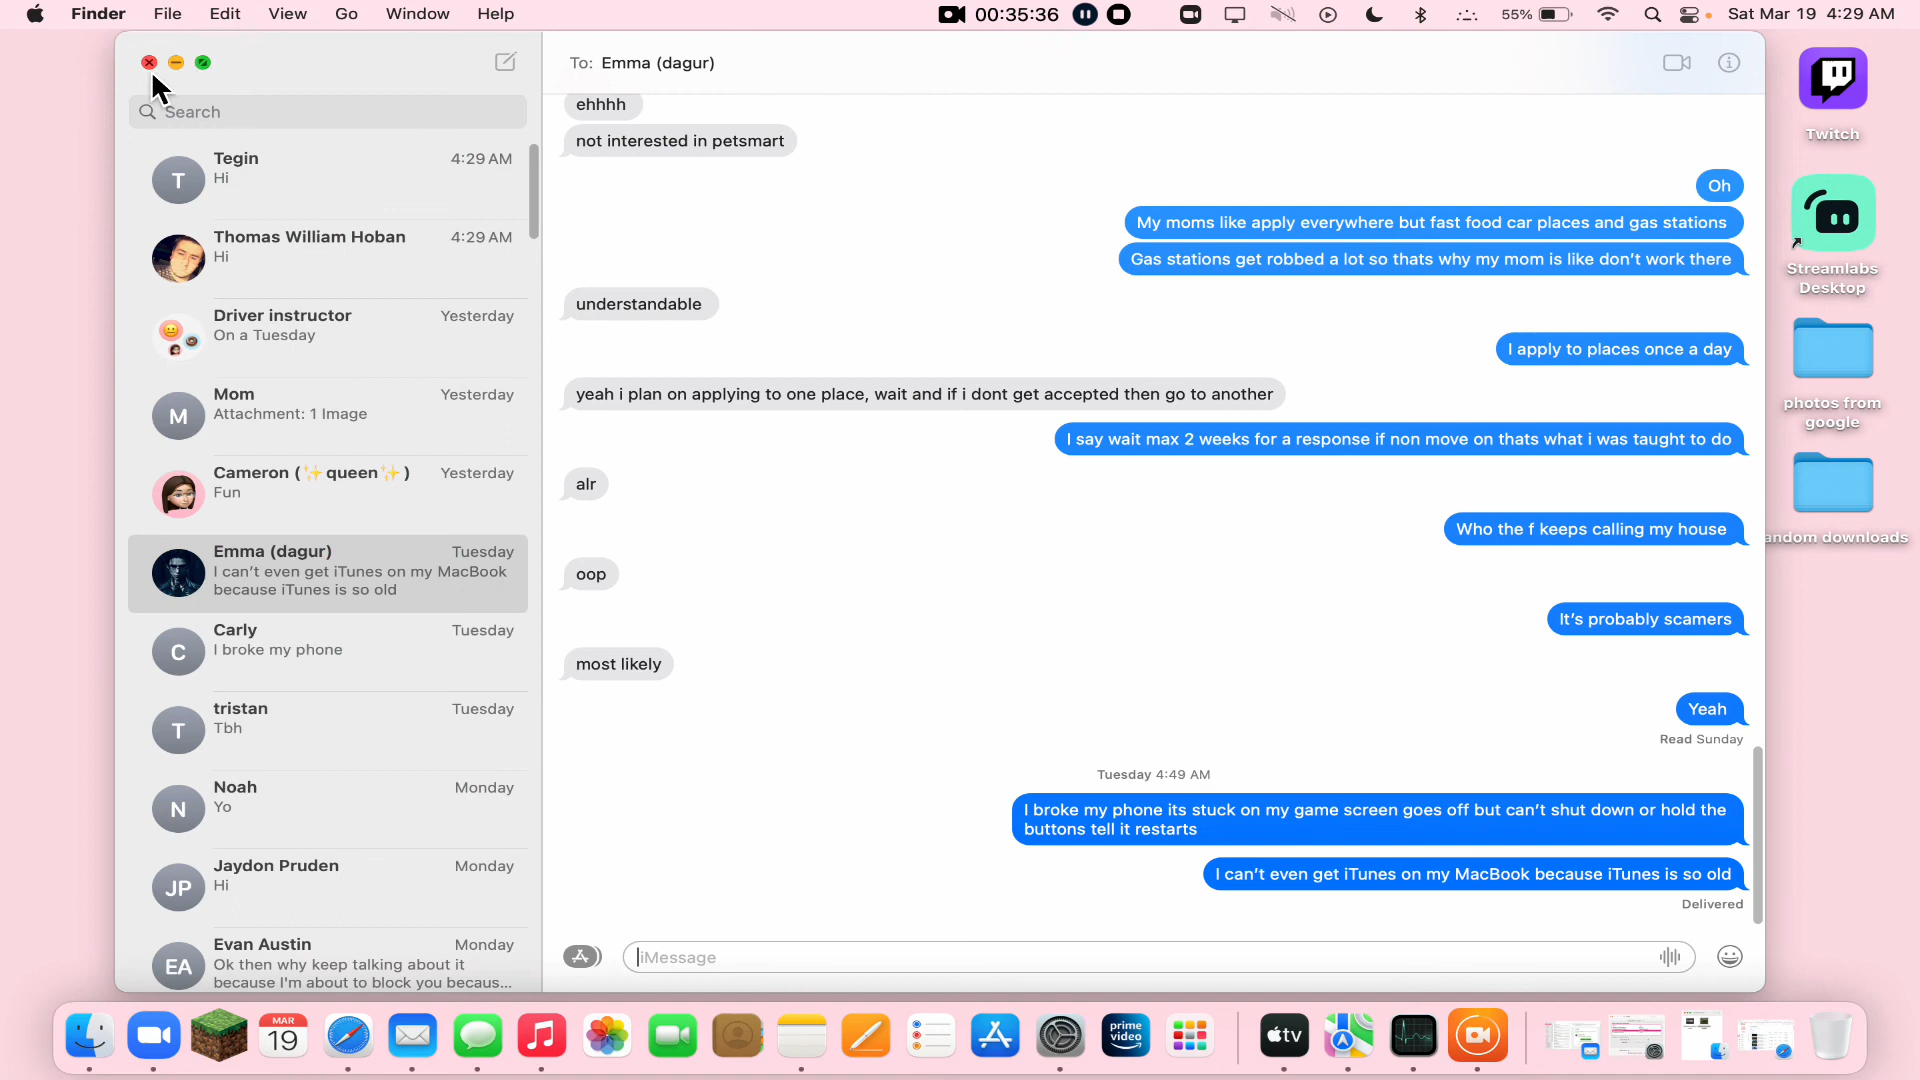 Finder File Edit View Go Window Help 00:35:36 55% Sat Mar 19 4:29 AM
Search
Tegin 4:29 AM
Hi
T
Thomas William Hoban 4:29 AM
Hi
Driver instructor Yesterday
On a Tuesday
Mom Yesterday
Attachment: 1 Image
M
Cameron (✨queen✨) Yesterday
Fun
Emma (dagur) Tuesday
I can’t even get iTunes on my MacBook
because iTunes is so old
Carly Tuesday
I broke my phone
C
tristan Tuesday
Tbh
T
Noah Monday
Yo
N
Jaydon Pruden Monday
Hi
JP
Evan Austin Monday
Ok then why keep talking about it
because I'm about to block you becaus...
EA
To: Emma (dagur)
ehhhh
not interested in petsmart
Oh
My moms like apply everywhere but fast food car places and gas stations
Gas stations get robbed a lot so thats why my mom is like don’t work there
understandable
I apply to places once a day
yeah i plan on applying to one place, wait and if i dont get accepted then go to another
I say wait max 2 weeks for a response if non move on thats what i was taught to do
alr
Who the f keeps calling my house
oop
It’s probably scamers
most likely
Yeah
Read Sunday
Tuesday 4:49 AM
I broke my phone its stuck on my game screen goes off but can’t shut down or hold the
buttons tell it restarts
I can’t even get iTunes on my MacBook because iTunes is so old
Delivered
iMessage
Twitch
Streamlabs
Desktop
photos from
google
andom downloads
MAR
19
prime
video
tv